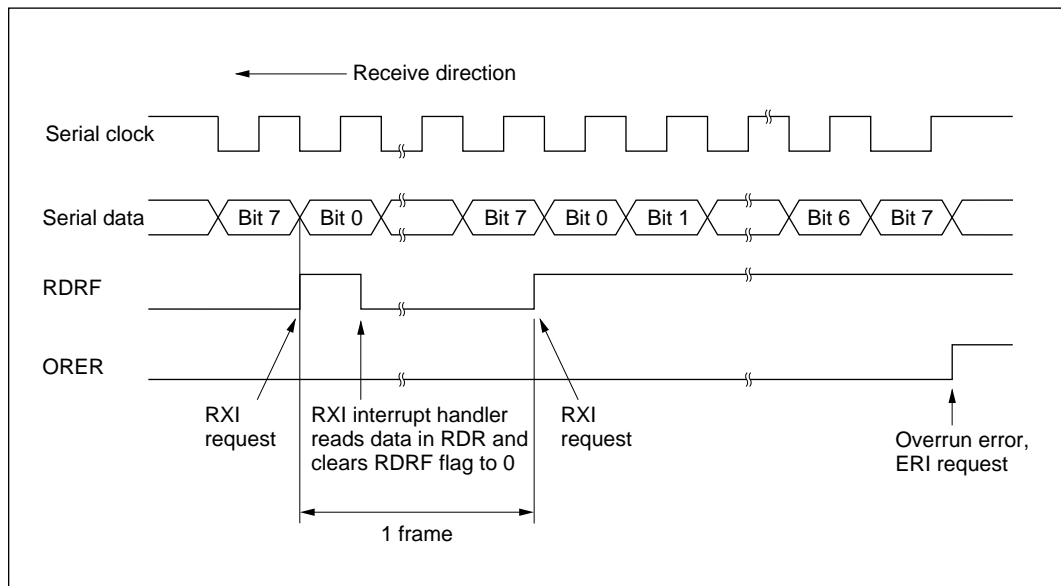 Receive direction
Serial clock
Serial data
Bit 7
Bit 0
Bit 7
Bit 0
Bit 1
Bit 6
Bit 7
RDRF
ORER
RXI
request
RXI interrupt handler
reads data in RDR and
clears RDRF flag to 0
RXI
request
Overrun error,
ERI request
1 frame